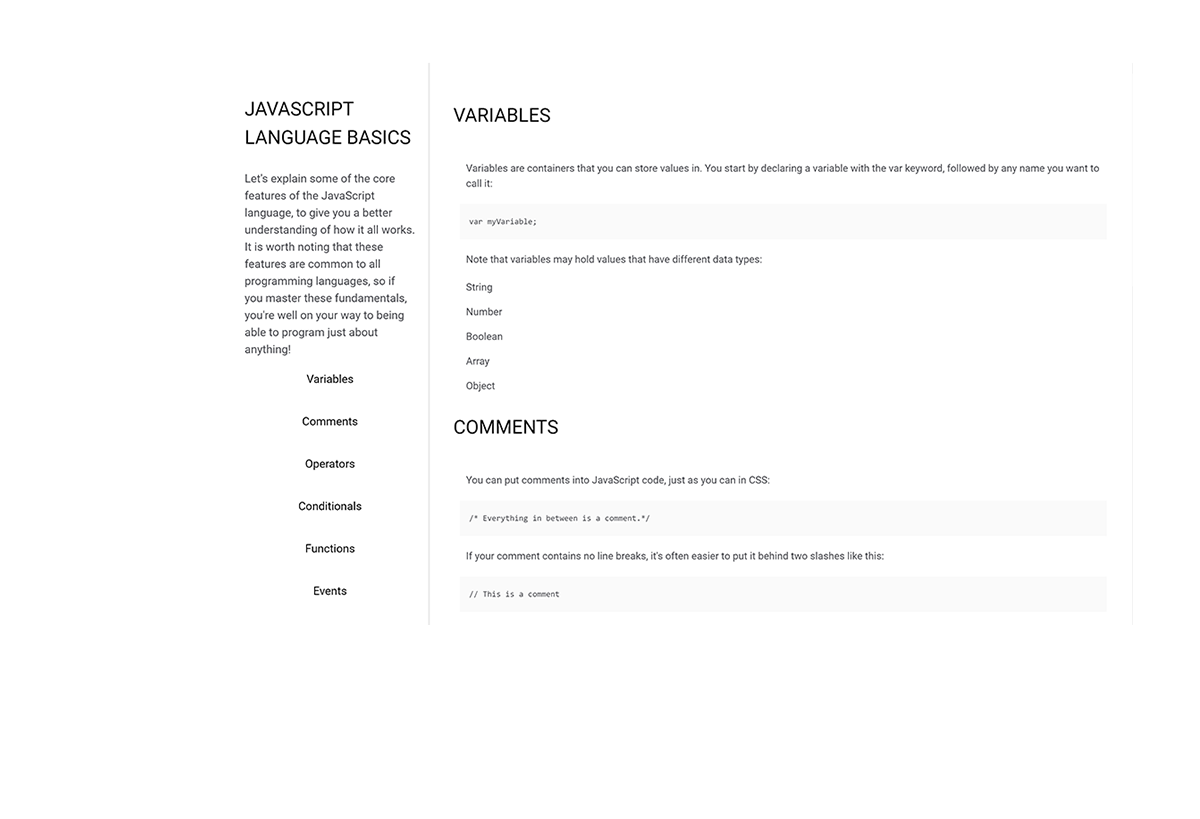 JAVASCRIPT
LANGUAGE BASICS
Let's explain some of the core
features of the JavaScript
language, to give you a better
understanding of how it all works.
It is worth noting that these
features are common to all
programming languages, so if
you master these fundamentals,
you're well on your way to being
able to program just about
anything!
Variables
Comments
Operators
Conditionals
Functions
Events
VARIABLES
Variables are containers that you can store values in. You start by declaring a variable with the var keyword, followed by any name you want to
call it:
var myVariable;
Note that variables may hold values that have different data types:
String
Number
Boolean
Array
Object
COMMENTS
You can put comments into JavaScript code, just as you can in CSS:
/* Everything in between is a comment.*/
If your comment contains no line breaks, it's often easier to put it behind two slashes like this:
// This is a comment